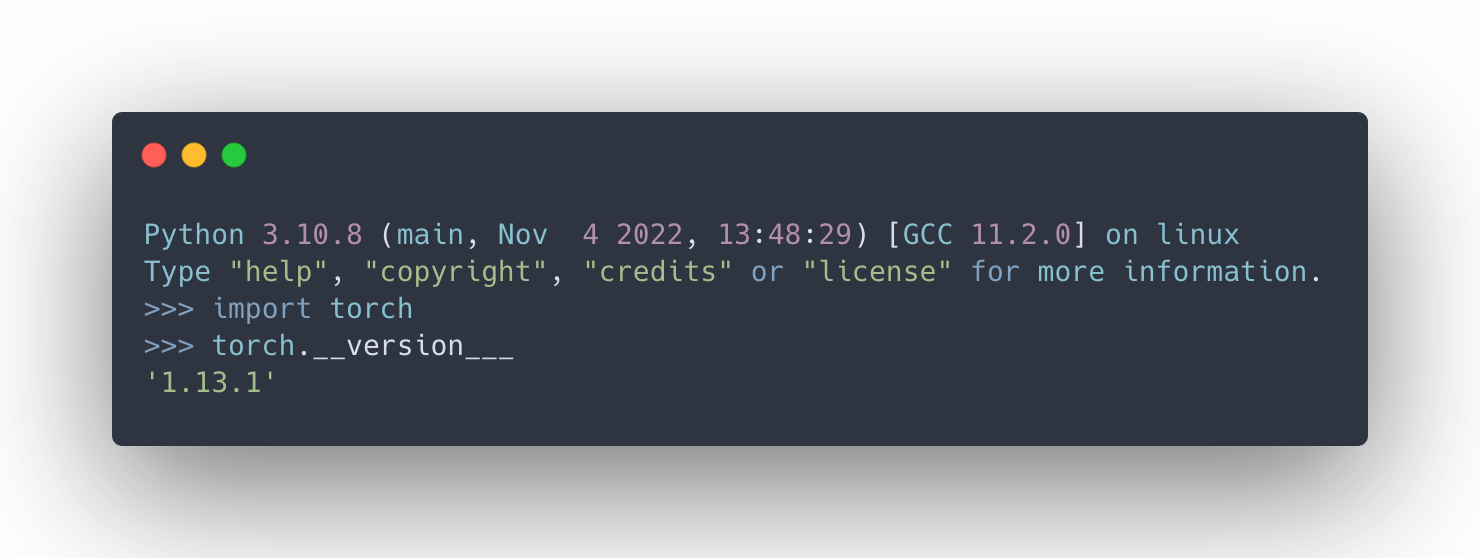 Python 3.10.8 (main, Nov  4 2022, 13:48:29) [GCC 11.2.0] on linux
Type "help", "copyright", "credits" or "license" for more information.
>>> import torch
>>> torch.__version___
'1.13.1'